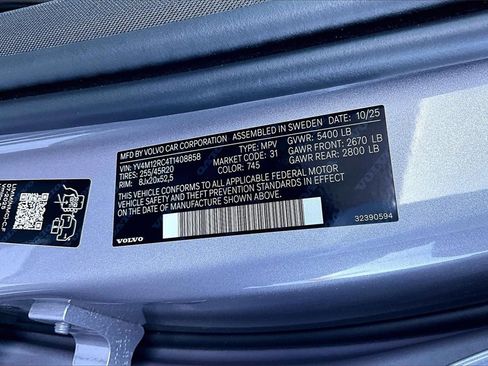 MFD BY VOLVO CAR CORPORATION ASSEMBLED IN SWEDEN 10/25
VIN: YV4M12RC4T1408858 TYPE: MPV GVWR: 5400 LB
TIRES: 255/45R20 MARKET CODE: 31 GAWR FRONT: 2670 LB
RIM: 8Jx20x52,5 COLOR: 745 GAWR REAR: 2800 LB
CONFORMS TO ALL APPLICABLE FEDERAL MOTOR
VEHICLE SAFETY AND THEFT PREVENTION STANDARDS IN
EFFECT ON THE DATE OF MANUFACTURE SHOWN ABOVE.
VOLVO
32390594